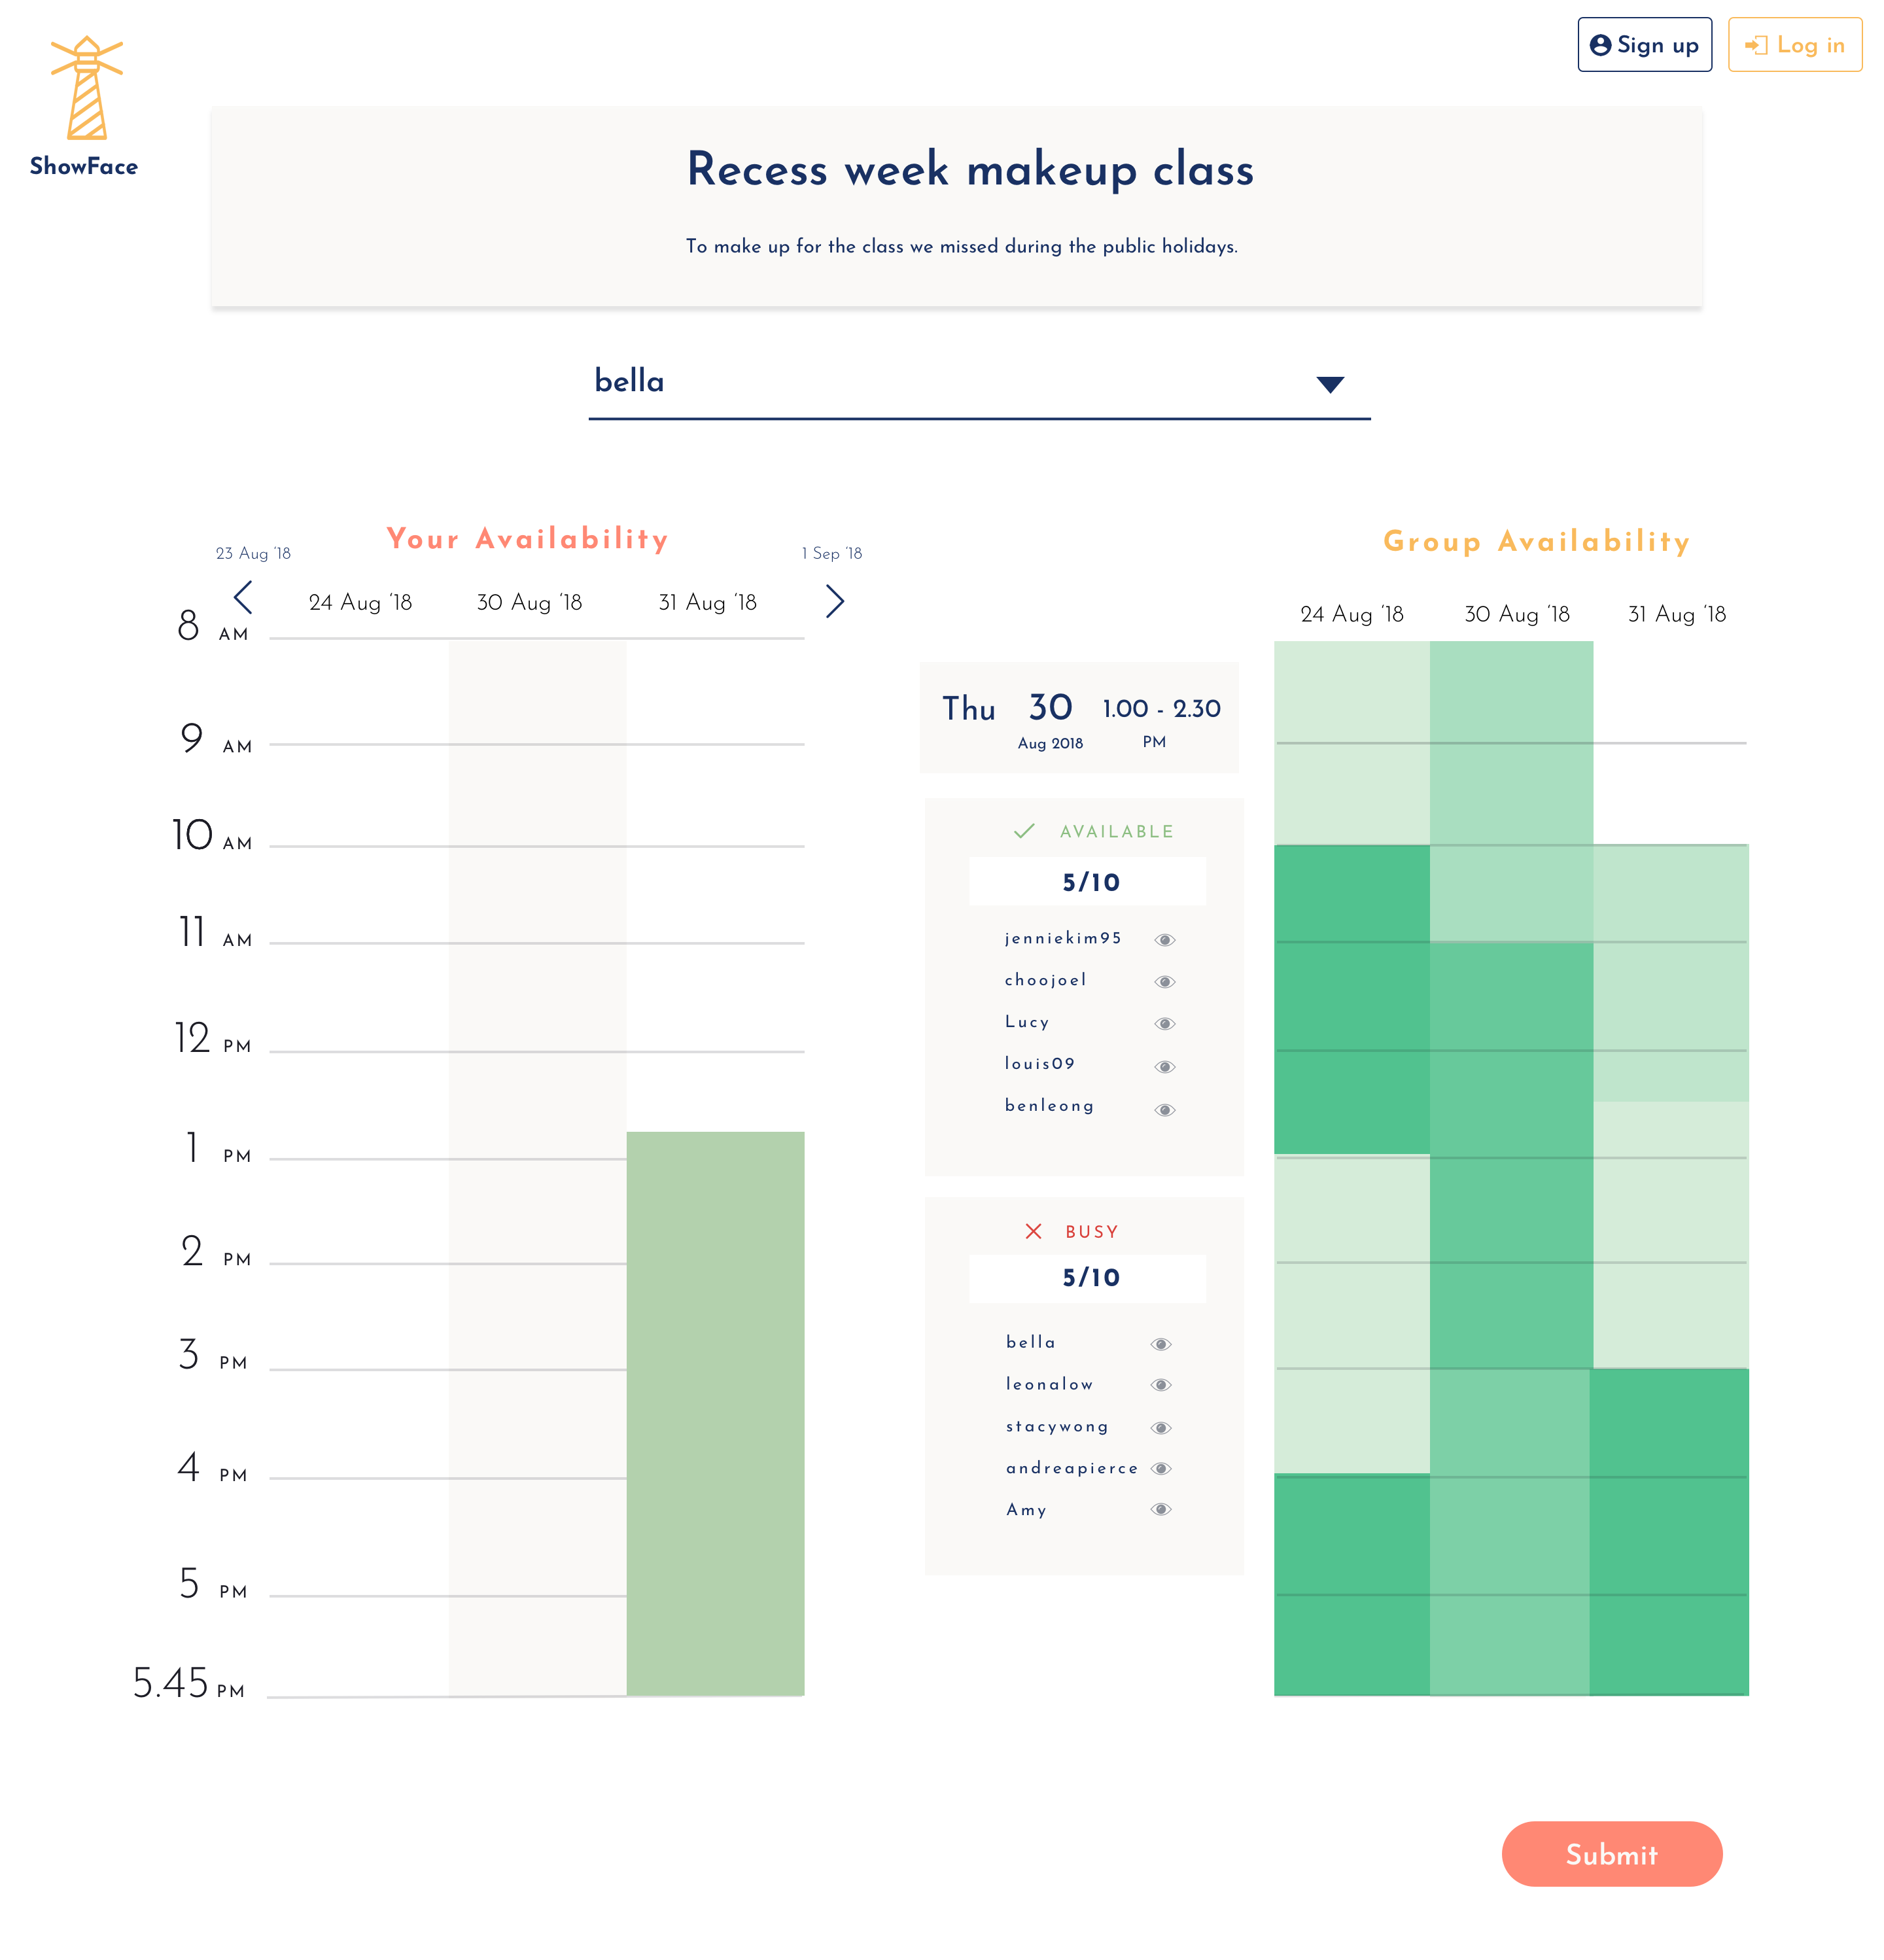 Sign up
Log in
ShowFace
Recess week makeup class
To make up for the class we missed during the public holidays.
bella
Your Availability
23 Aug '18
1 Sep '18
24 Aug '18
30 Aug '18
31 Aug '18
8 AM
9 AM
10 AM
11 AM
12 PM
1 PM
2 PM
3 PM
4 PM
5 PM
5.45 PM
Thu 30 1.00 - 2.30
Aug 2018 PM
AVAILABLE
5/10
jenniekim95
choojoel
Lucy
louis09
benleong
BUSY
5/10
bella
leonalow
stacywong
andreapierce
Amy
Group Availability
24 Aug '18
30 Aug '18
31 Aug '18
Submit